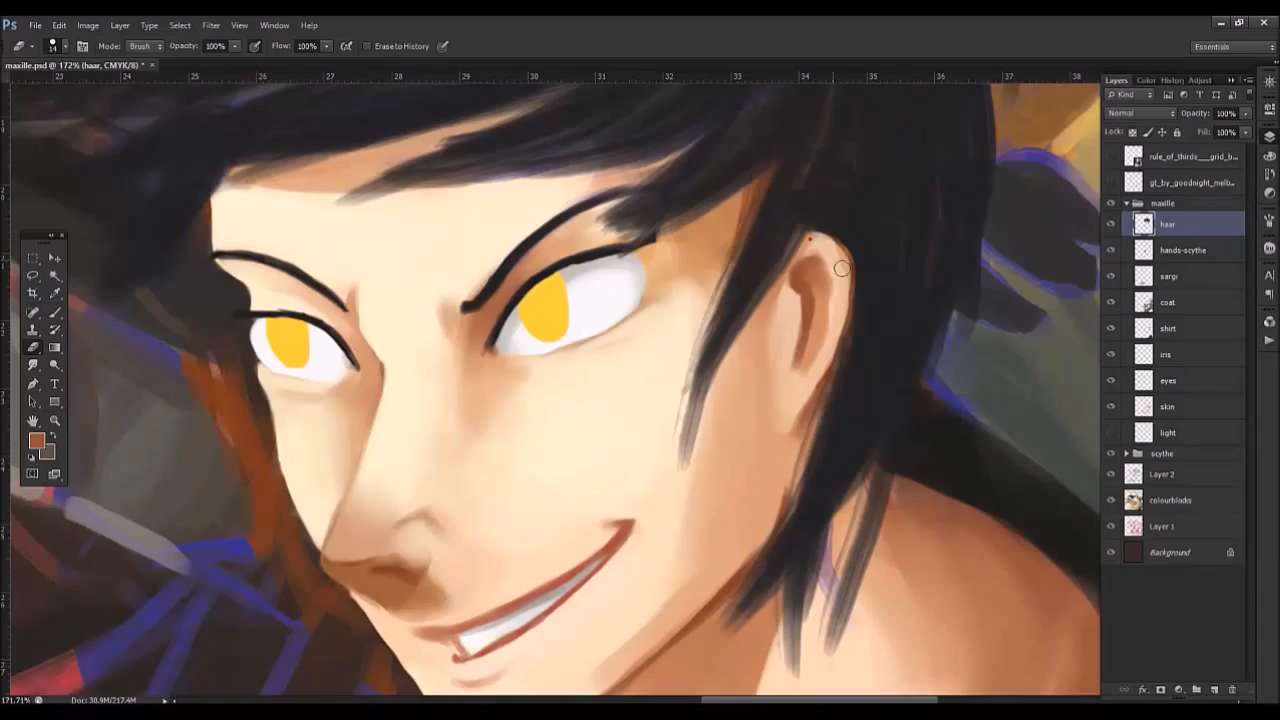 Ps File Edit Image Layer Type Select Filter View Window Help
14 Mode: Brush Opacity: 100% Flow: 100% Erase to History Essentials
maxille.psd @ 172% (haar, CMYK/8) * ×
23 24 25 26 27 28 29 30 31 32 33 34 35 36 37 38
Layers Color History Adjust
Kind
Normal Opacity: 100%
Lock: Fill: 100%
rule_of_thirds___grid_b...
gt_by_goodnight_melb...
maxille
haar
hands-scythe
sargi
coat
shirt
iris
eyes
skin
light
scythe
Layer 2
colourblocks
Layer 1
Background
171.71% Doc: 30.9M/217.4M